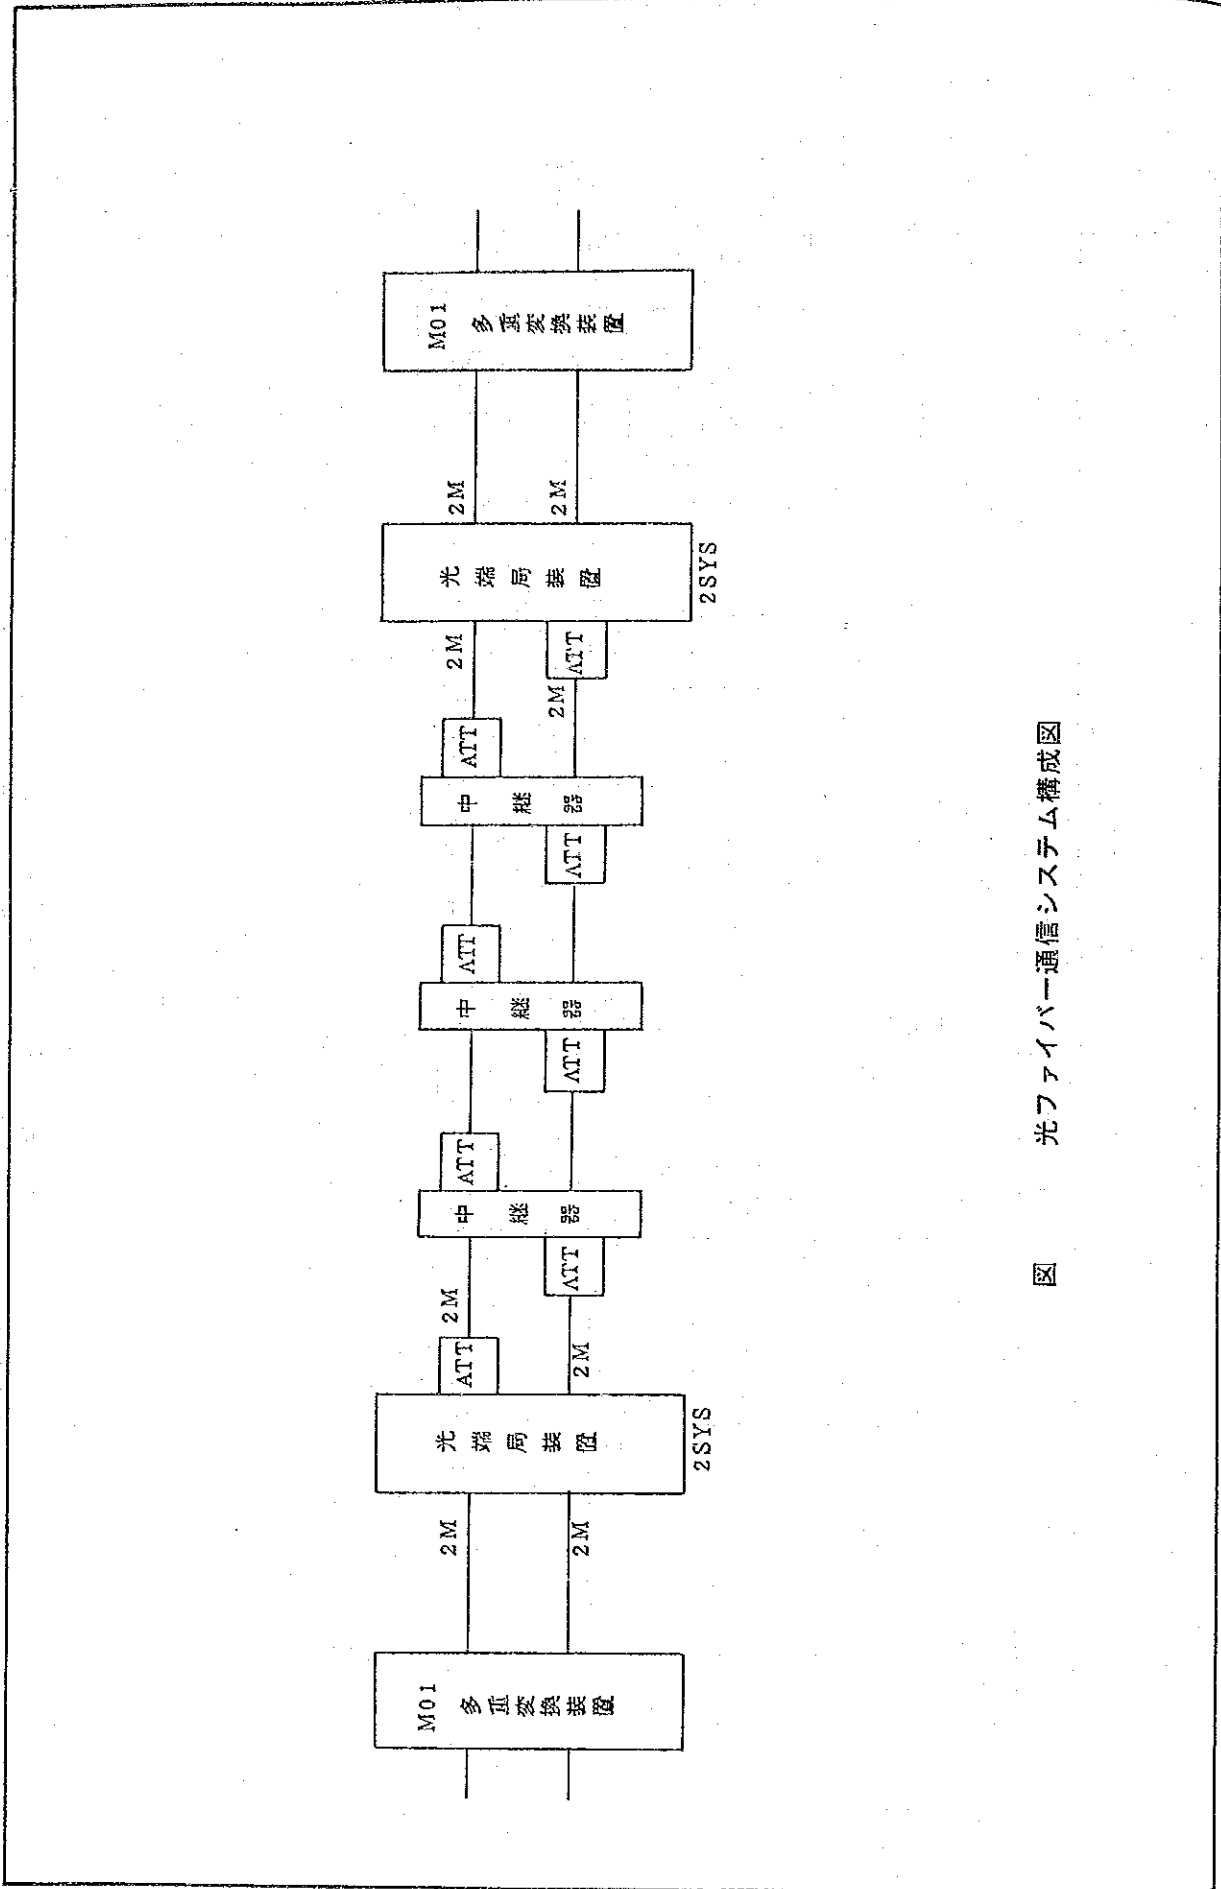 M01
多重変換装置
2M
2M
光端局装置
2SYS
ATT
2M
2M
ATT
中継器
ATT
ATT
中継器
ATT
ATT
中継器
ATT
2M
2M
ATT
光端局装置
2SYS
2M
2M
M01
多重変換装置
図 光ファイバー通信システム構成図